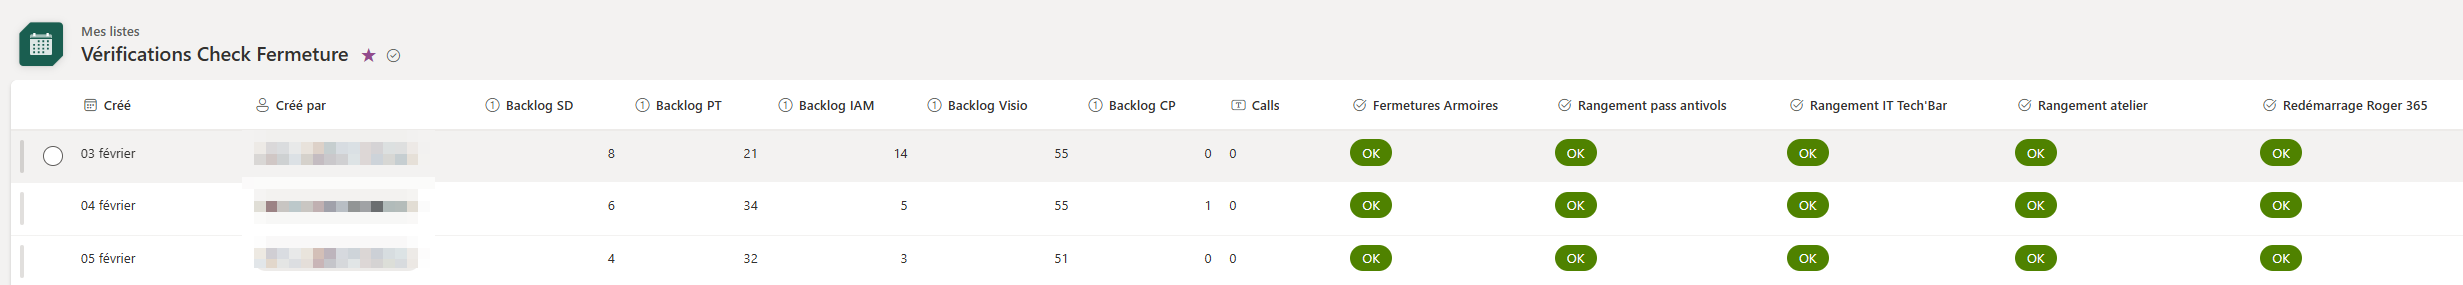 Mes listes
Vérifications Check Fermeture
Créé Créé par Backlog SD Backlog PT Backlog IAM Backlog Visio Backlog CP Calls Fermetures Armoires Rangement pass antivols Rangement IT Tech'Bar Rangement atelier Redémarrage Roger 365
03 février 8 21 14 55 0 0 OK OK OK OK OK
04 février 6 34 5 55 1 0 OK OK OK OK OK
05 février 4 32 3 51 0 0 OK OK OK OK OK